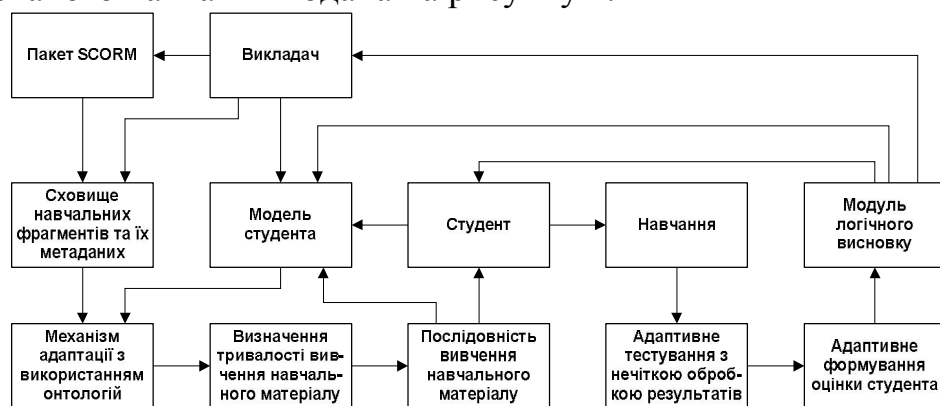 Пакет SCORM
Викладач
Сховище
навчальних
фрагментів та їх
метаданих
Модель
студента
Студент
Навчання
Модуль
логічного
висновку
Механізм
адаптації з
використанням
онтологій
Визначення
тривалості вив-
чення навчаль-
ного матеріалу
Послідовність
вивчення
навчального
матеріалу
Адаптивне
тестування з
нечіткою оброб-
кою результатів
Адаптивне
формування
оцінки студента